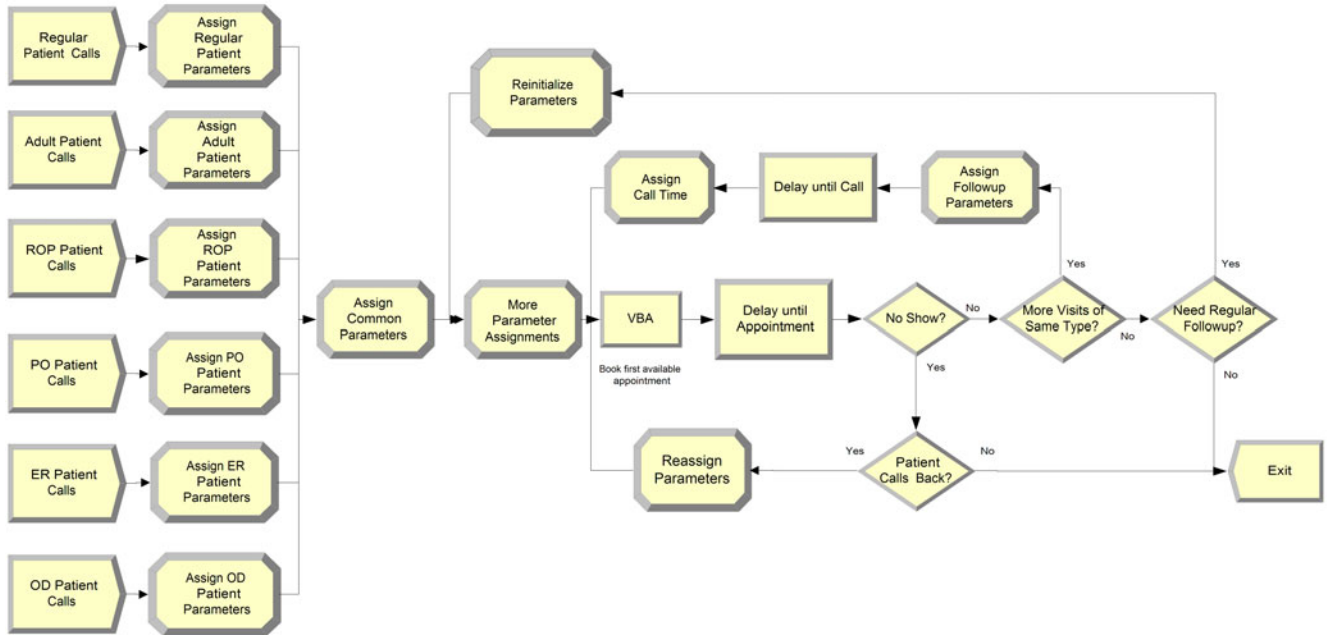 Regular
Patient Calls
Assign
Regular
Patient
Parameters
Adult Patient
Calls
Assign
Adult
Patient
Parameters
ROP Patient
Calls
Assign
ROP
Patient
Parameters
PO Patient
Calls
Assign PO
Patient
Parameters
ER Patient
Calls
Assign ER
Patient
Parameters
OD Patient
Calls
Assign OD
Patient
Parameters
Assign
Common
Parameters
Reinitialize
Parameters
More
Parameter
Assignments
Assign
Call Time
Delay until Call
Assign
Followup
Parameters
VBA
Book first available
appointment
Delay until
Appointment
No Show?
No
Yes
More Visits of
Same Type?
Yes
No
Need Regular
Followup?
Yes
No
Reassign
Parameters
Yes
Patient
Calls Back?
No
Exit